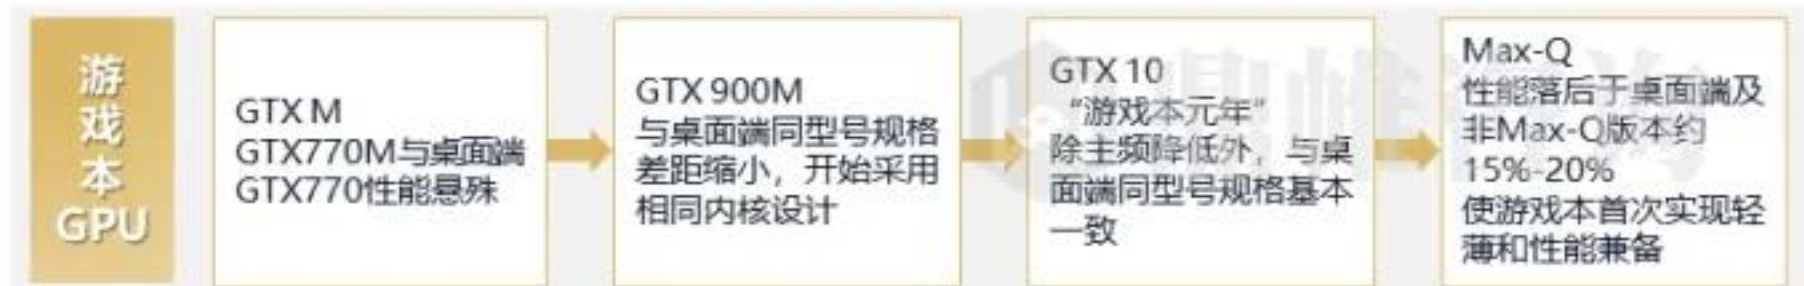 游
戏
本
GPU
GTX M
GTX770M与桌面端
GTX770性能悬殊
GTX 900M
与桌面端同型号规格
差距缩小，开始采用
相同内核设计
GTX 10
“游戏本元年”
除主频降低外，与桌
面端同型号规格基本
一致
Max-Q
性能落后于桌面端及
非Max-Q版本约
15%-20%
使游戏本首次实现轻
薄和性能兼备